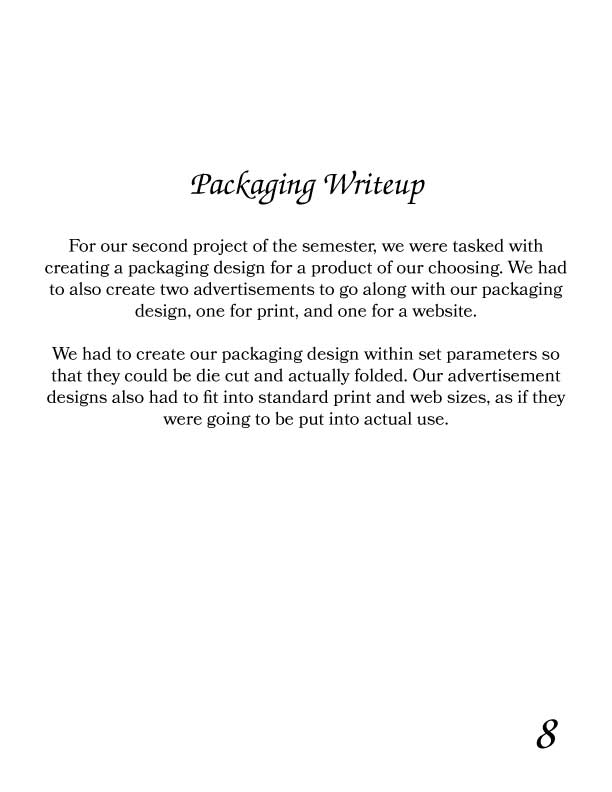 Packaging Writeup
For our second project of the semester, we were tasked with
creating a packaging design for a product of our choosing. We had
to also create two advertisements to go along with our packaging
design, one for print, and one for a website.
We had to create our packaging design within set parameters so
that they could be die cut and actually folded. Our advertisement
designs also had to fit into standard print and web sizes, as if they
were going to be put into actual use.
8